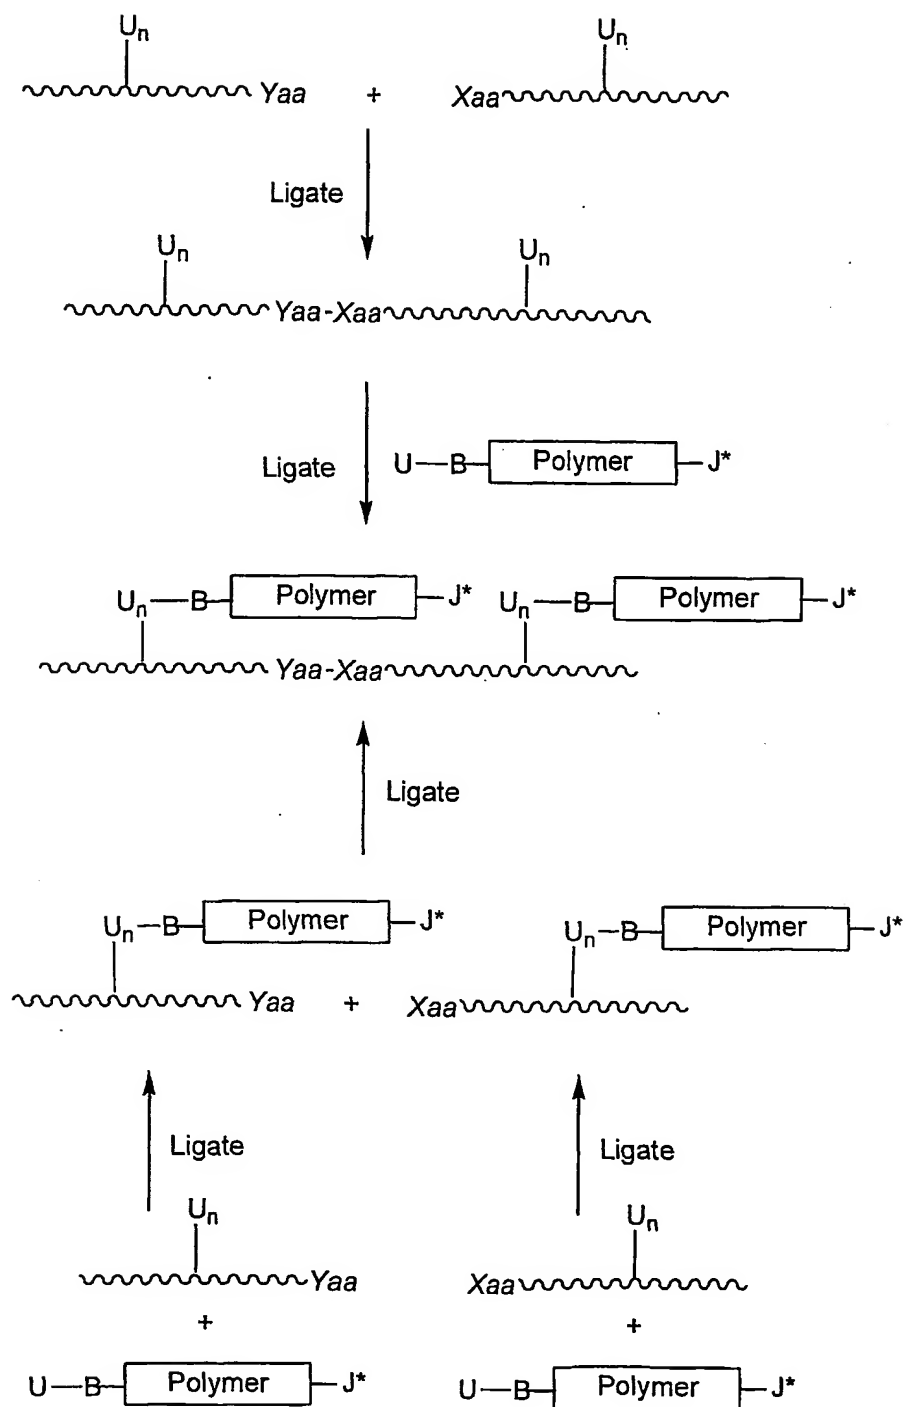 Uₙ Uₙ
Yaa + Xaa
Ligate
Uₙ Uₙ
Yaa-Xaa
Ligate U—B—Polymer—J*
Uₙ—B—Polymer—J* Uₙ—B—Polymer—J*
Yaa-Xaa
Ligate
Uₙ—B—Polymer—J* Uₙ—B—Polymer—J*
Yaa + Xaa
Ligate Ligate
Uₙ Uₙ
Yaa Xaa
+ +
U—B—Polymer—J* U—B—Polymer—J*